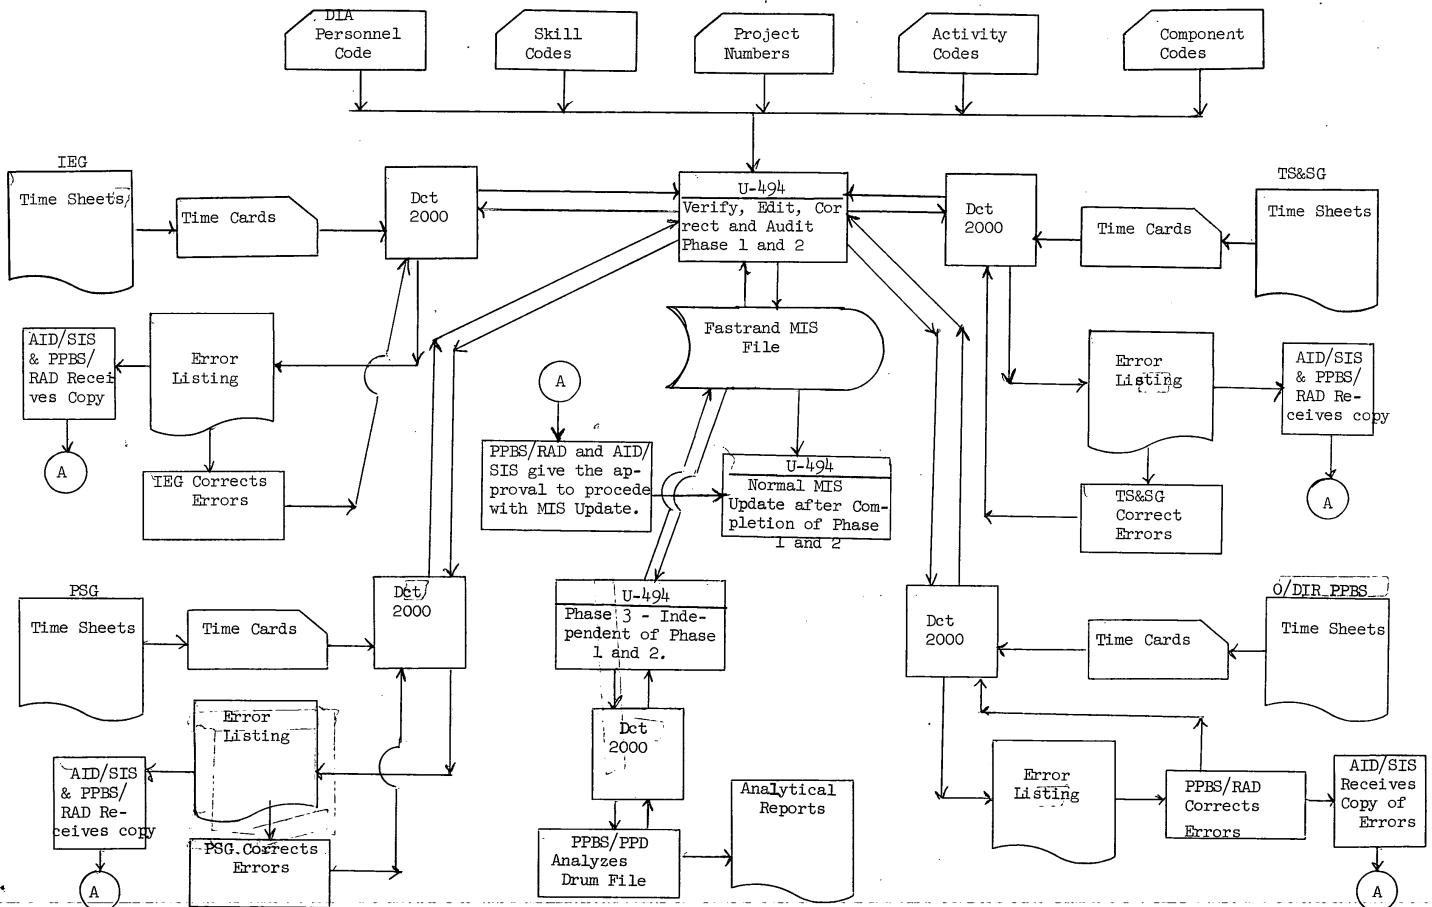 DIA
Personnel
Code
Skill
Codes
Project
Numbers
Activity
Codes
Component
Codes
IEG
Time Sheets
Time Cards
Dct
2000
U-494
Verify, Edit, Cor
rect and Audit
Phase 1 and 2
Dct
2000
Time Cards
TS&SG
Time Sheets
AID/SIS
& PPBS/
RAD Recei
ves Copy
A
Error
Listing
IEG Corrects
Errors
Fastrand MIS
File
A
PPBS/RAD and AID/
SIS give the ap-
proval to procede
with MIS Update.
U-494
Normal MIS
Update after Com-
pletion of Phase
1 and 2
Error
Listing
TS&SG
Correct
Errors
AID/SIS
& PPBS/
RAD Re-
ceives copy
A
PSG
Time Sheets
Time Cards
Dct
2000
U-494
Phase 3 - Inde-
pendent of Phase
1 and 2.
Dct
2000
Time Cards
O/DIR PPBS
Time Sheets
Error
Listing
AID/SIS
& PPBS/
RAD Re-
ceives copy
A
PSG Corrects
Errors
Dct
2000
PPBS/PPD
Analyzes
Drum File
Analytical
Reports
Error
Listing
PPBS/RAD
Corrects
Errors
AID/SIS
Receives
Copy of
Errors
A